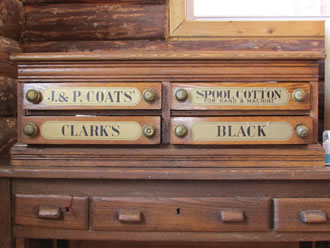 J. & P. COATS'
SPOOL COTTON
FOR HAND & MACHINE
CLARK'S
BLACK